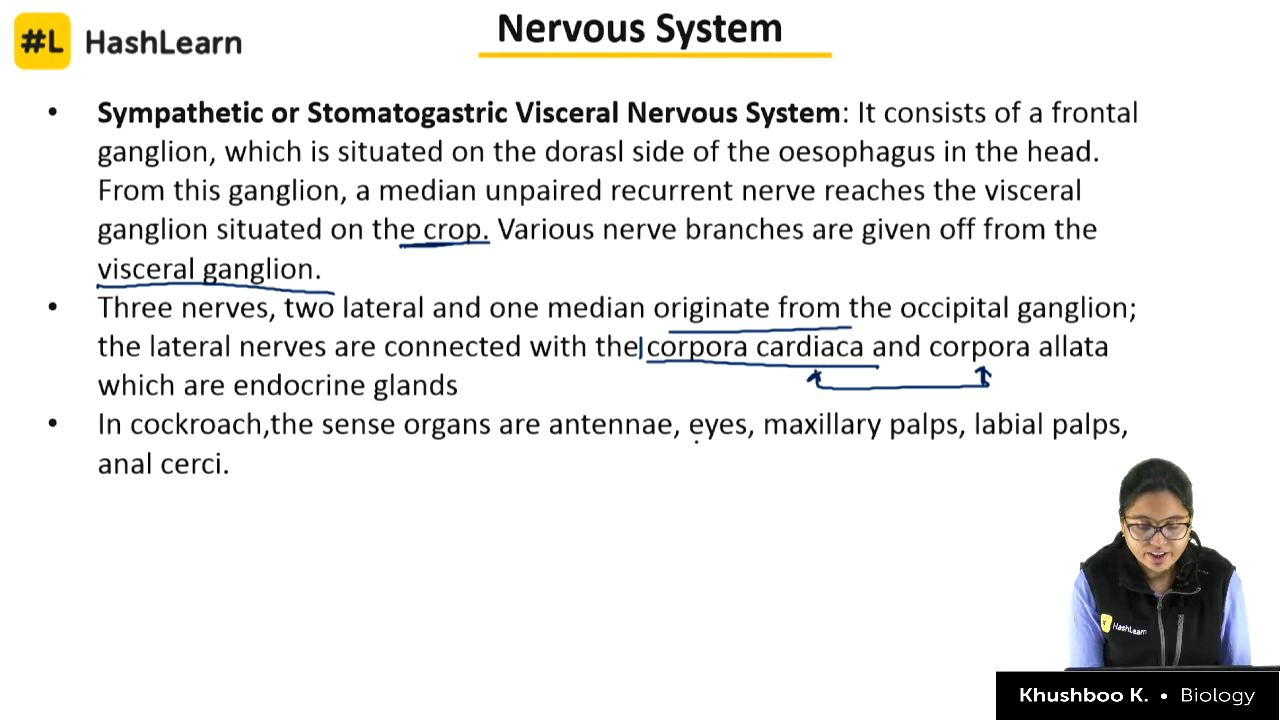 #L HashLearn
Nervous System
• Sympathetic or Stomatogastric Visceral Nervous System: It consists of a frontal
ganglion, which is situated on the dorasl side of the oesophagus in the head.
From this ganglion, a median unpaired recurrent nerve reaches the visceral
ganglion situated on the crop. Various nerve branches are given off from the
visceral ganglion.
• Three nerves, two lateral and one median originate from the occipital ganglion;
the lateral nerves are connected with the corpora cardiaca and corpora allata
which are endocrine glands
• In cockroach,the sense organs are antennae, eyes, maxillary palps, labial palps,
anal cerci.
HashLearn
Khushboo K. • Biology